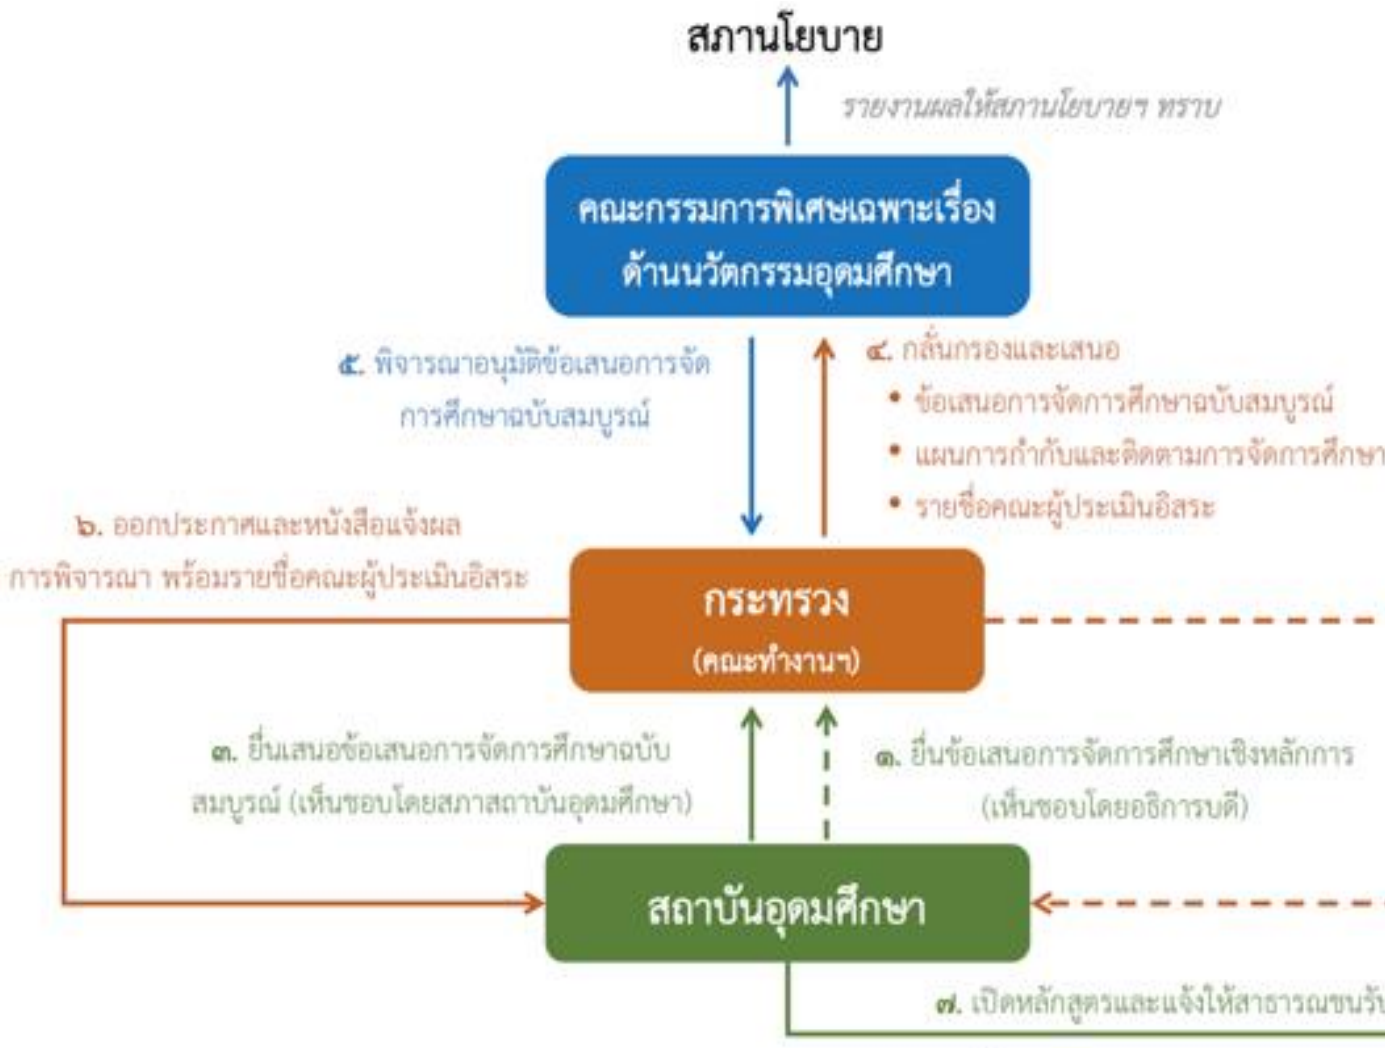 สภานโยบาย
รายงานผลให้สภานโยบายฯ ทราบ
คณะกรรมการพิเศษเฉพาะเรื่อง
ด้านนวัตกรรมอุดมศึกษา
๕. พิจารณาอนุมัติข้อเสนอการจัด
การศึกษาฉบับสมบูรณ์
๔. กลั่นกรองและเสนอ
• ข้อเสนอการจัดการศึกษาฉบับสมบูรณ์
• แผนการกำกับและติดตามการจัดการศึกษา
• รายชื่อคณะผู้ประเมินอิสระ
๖. ออกประกาศและหนังสือแจ้งผล
การพิจารณา พร้อมรายชื่อคณะผู้ประเมินอิสระ
กระทรวง
(คณะทำงานฯ)
๓. ยื่นเสนอข้อเสนอการจัดการศึกษาฉบับ
สมบูรณ์ (เห็นชอบโดยสภาสถาบันอุดมศึกษา)
๑. ยื่นข้อเสนอการจัดการศึกษาเชิงหลักการ
(เห็นชอบโดยอธิการบดี)
สถาบันอุดมศึกษา
๗. เปิดหลักสูตรและแจ้งให้สาธารณชนรับ